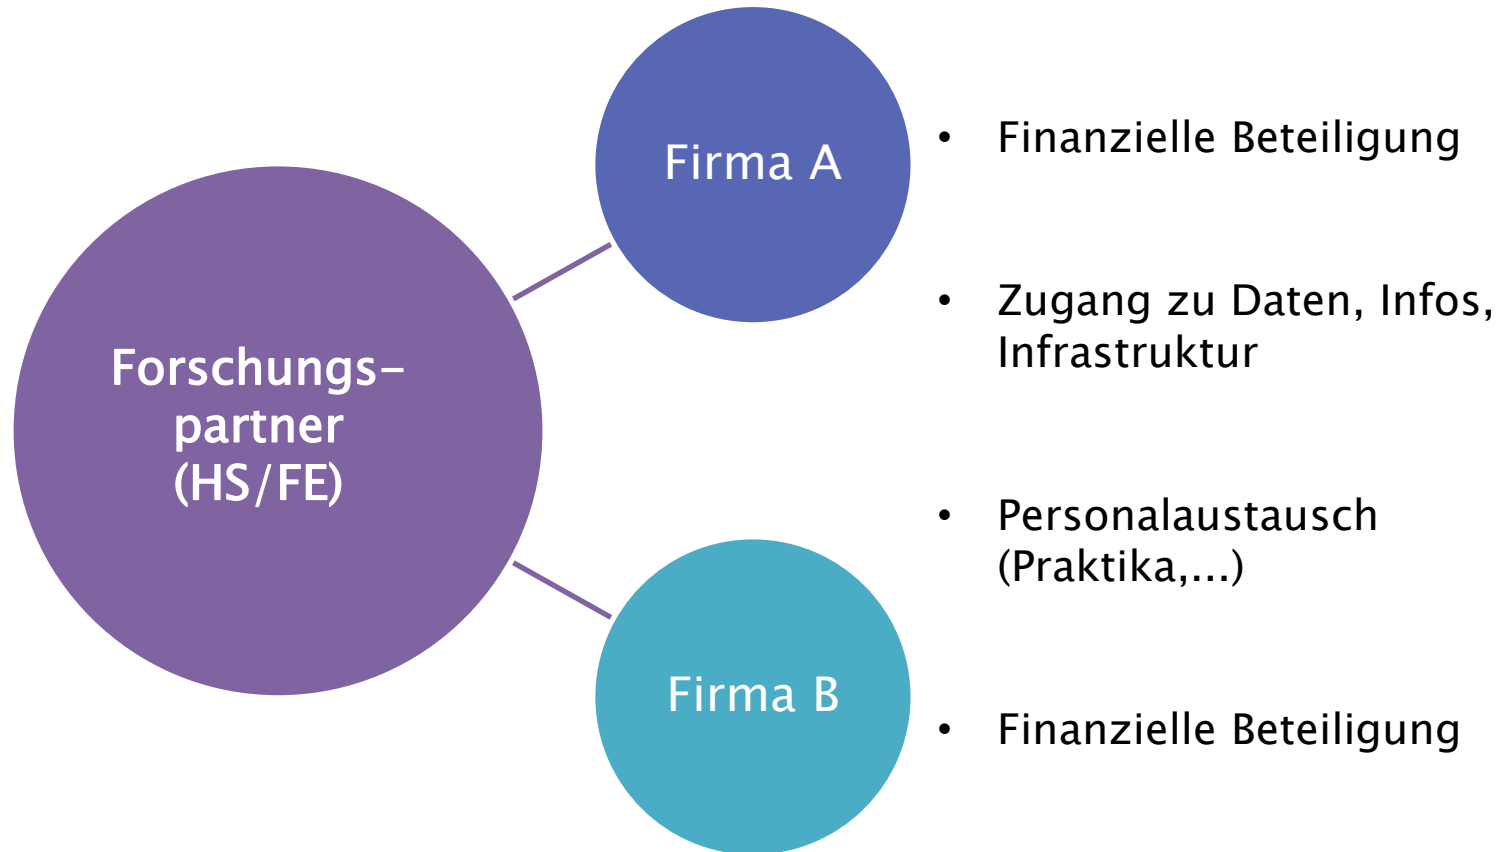 Firma A
Forschungs-
partner
(HS/FE)
Firma B
• Finanzielle Beteiligung
• Zugang zu Daten, Infos,
Infrastruktur
• Personalaustausch
(Praktika,...)
• Finanzielle Beteiligung